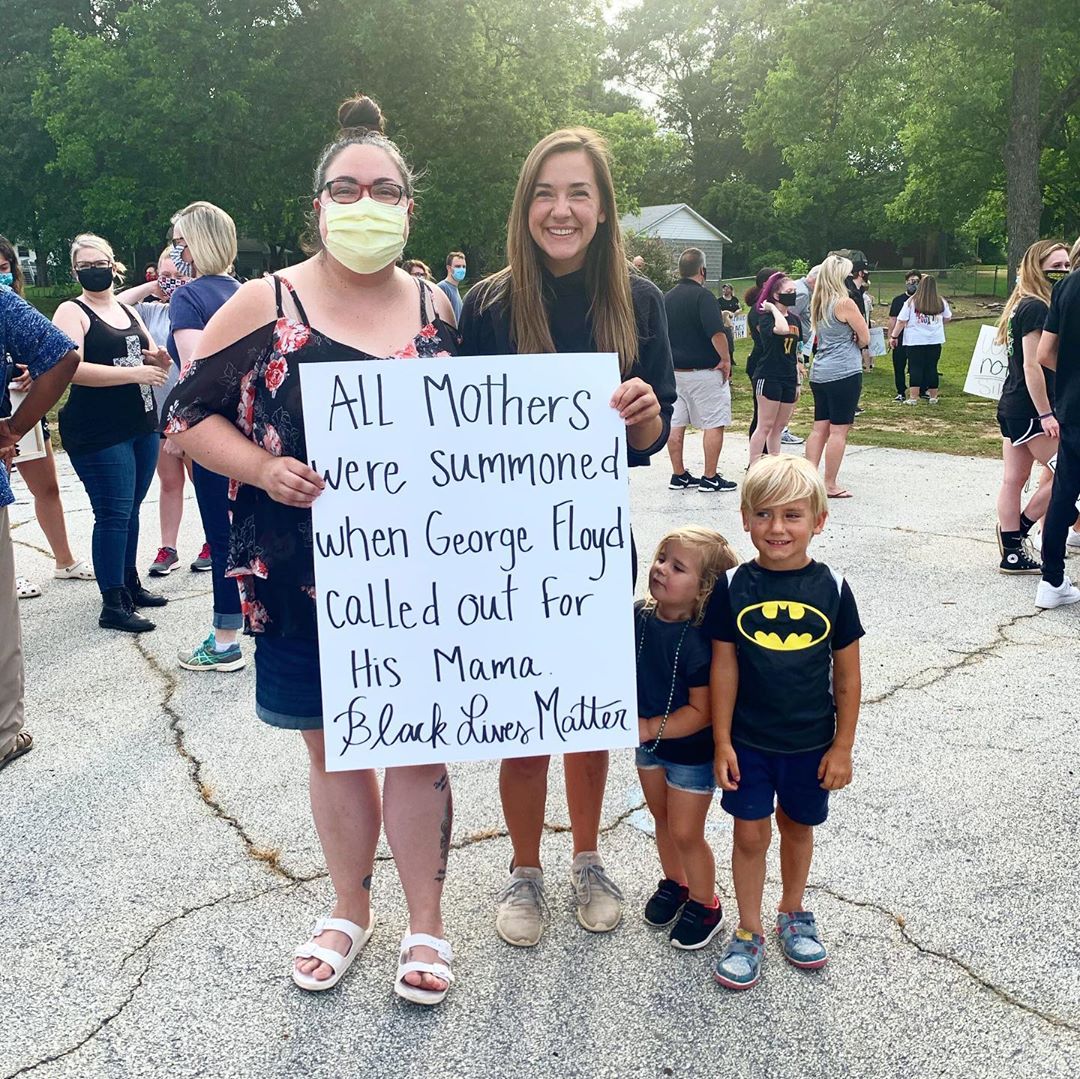 ALL Mothers
were summoned
when George Floyd
called out for
His Mama.
Black Lives Matter